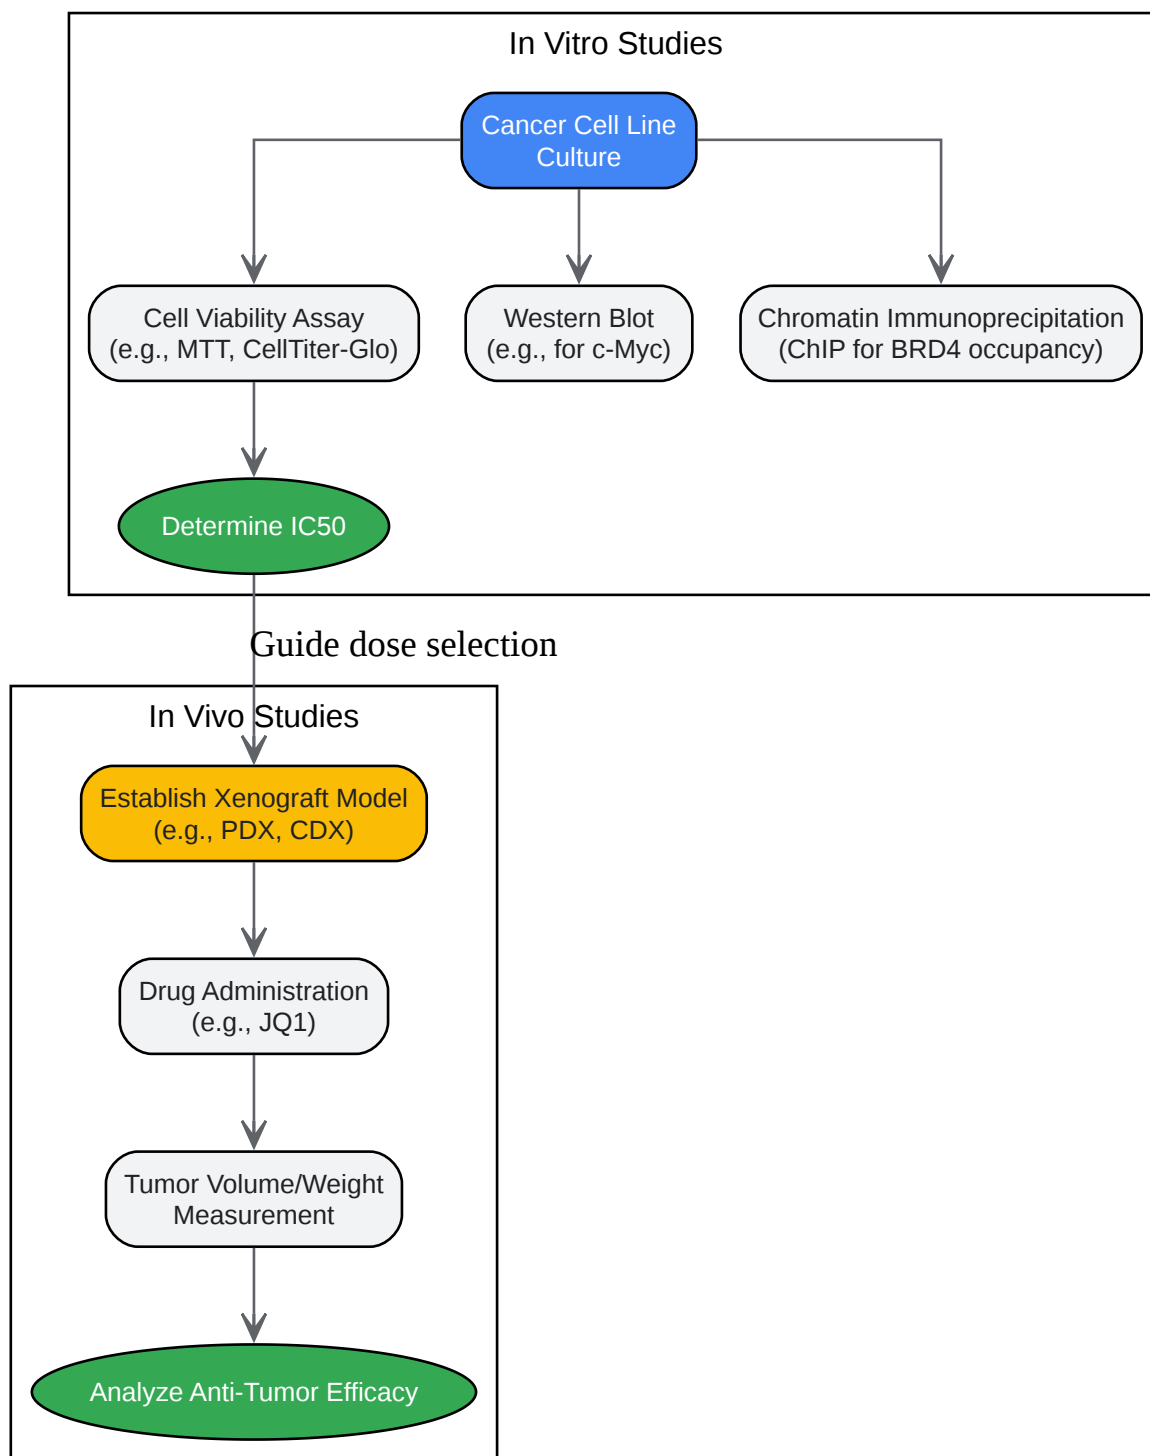 In Vitro Studies
Cancer Cell Line
Culture
Cell Viability Assay
(e.g., MTT, CellTiter-Glo)
Western Blot
(e.g., for c-Myc)
Chromatin Immunoprecipitation
(ChIP for BRD4 occupancy)
Determine IC50
Guide dose selection
In Vivo Studies
Establish Xenograft Model
(e.g., PDX, CDX)
Drug Administration
(e.g., JQ1)
Tumor Volume/Weight
Measurement
Analyze Anti-Tumor Efficacy